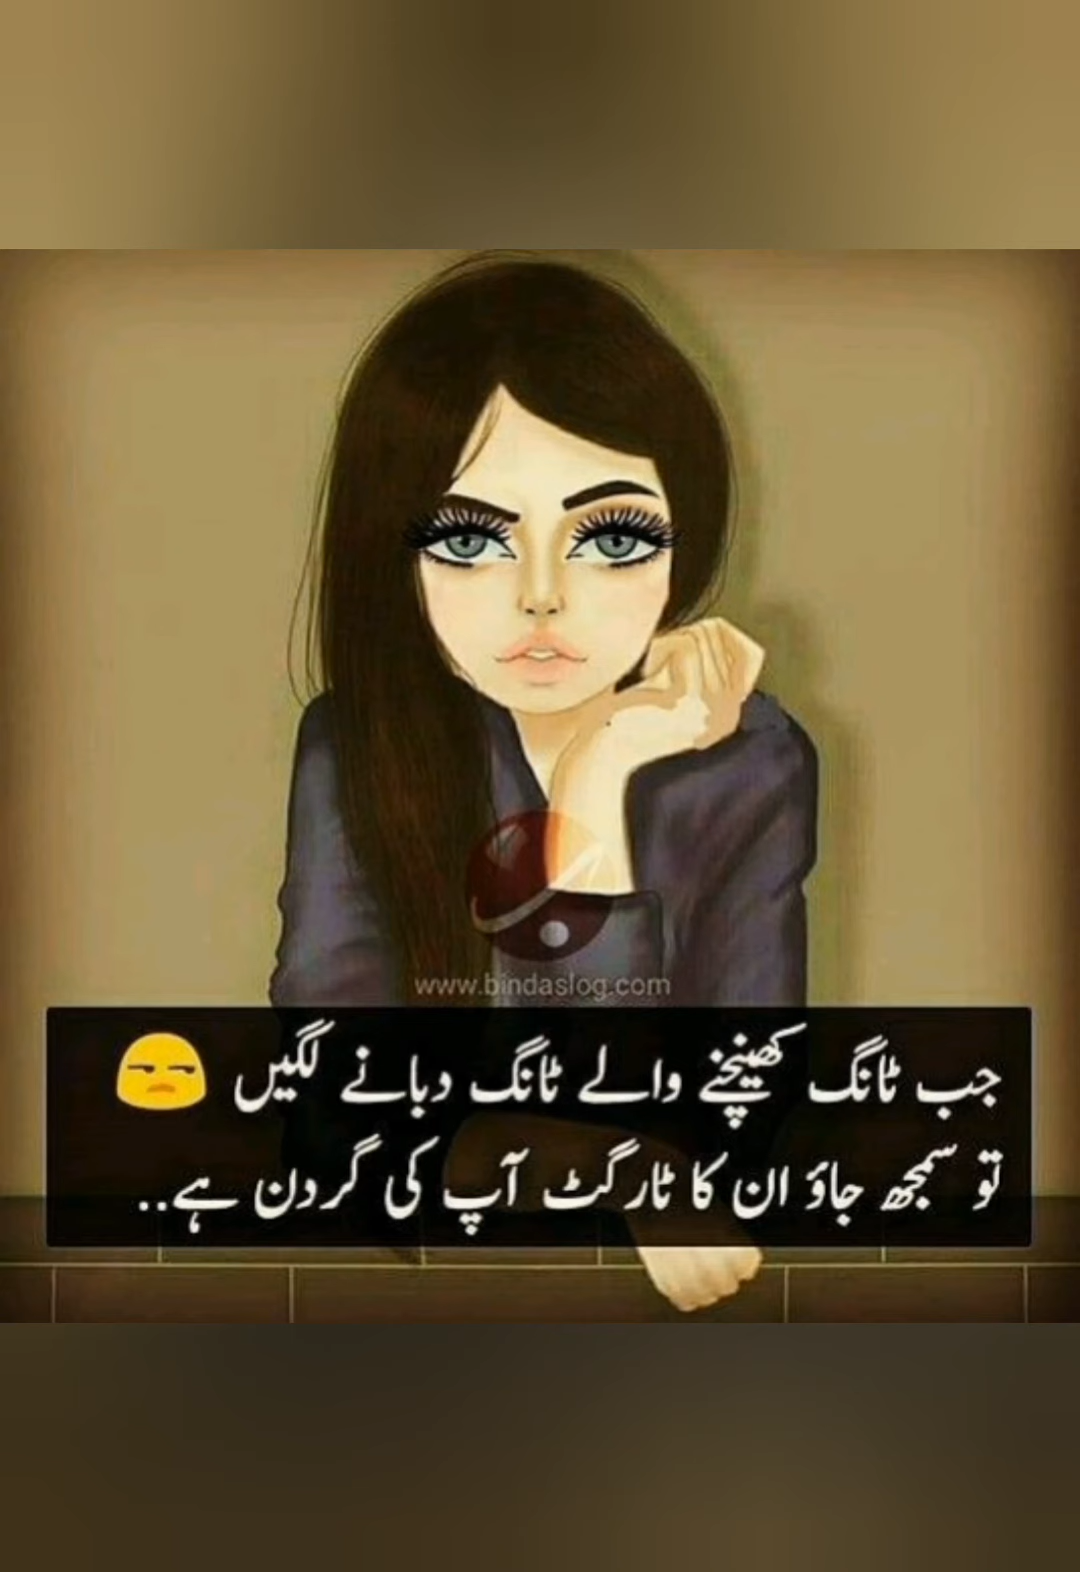 www.bindaslog.com
جب ٹانگ کھینچنے والے ٹانگ دبانے لگیں 😒
تو سمجھ جاؤ ان کا ٹارگٹ آپ کی گردن ہے..